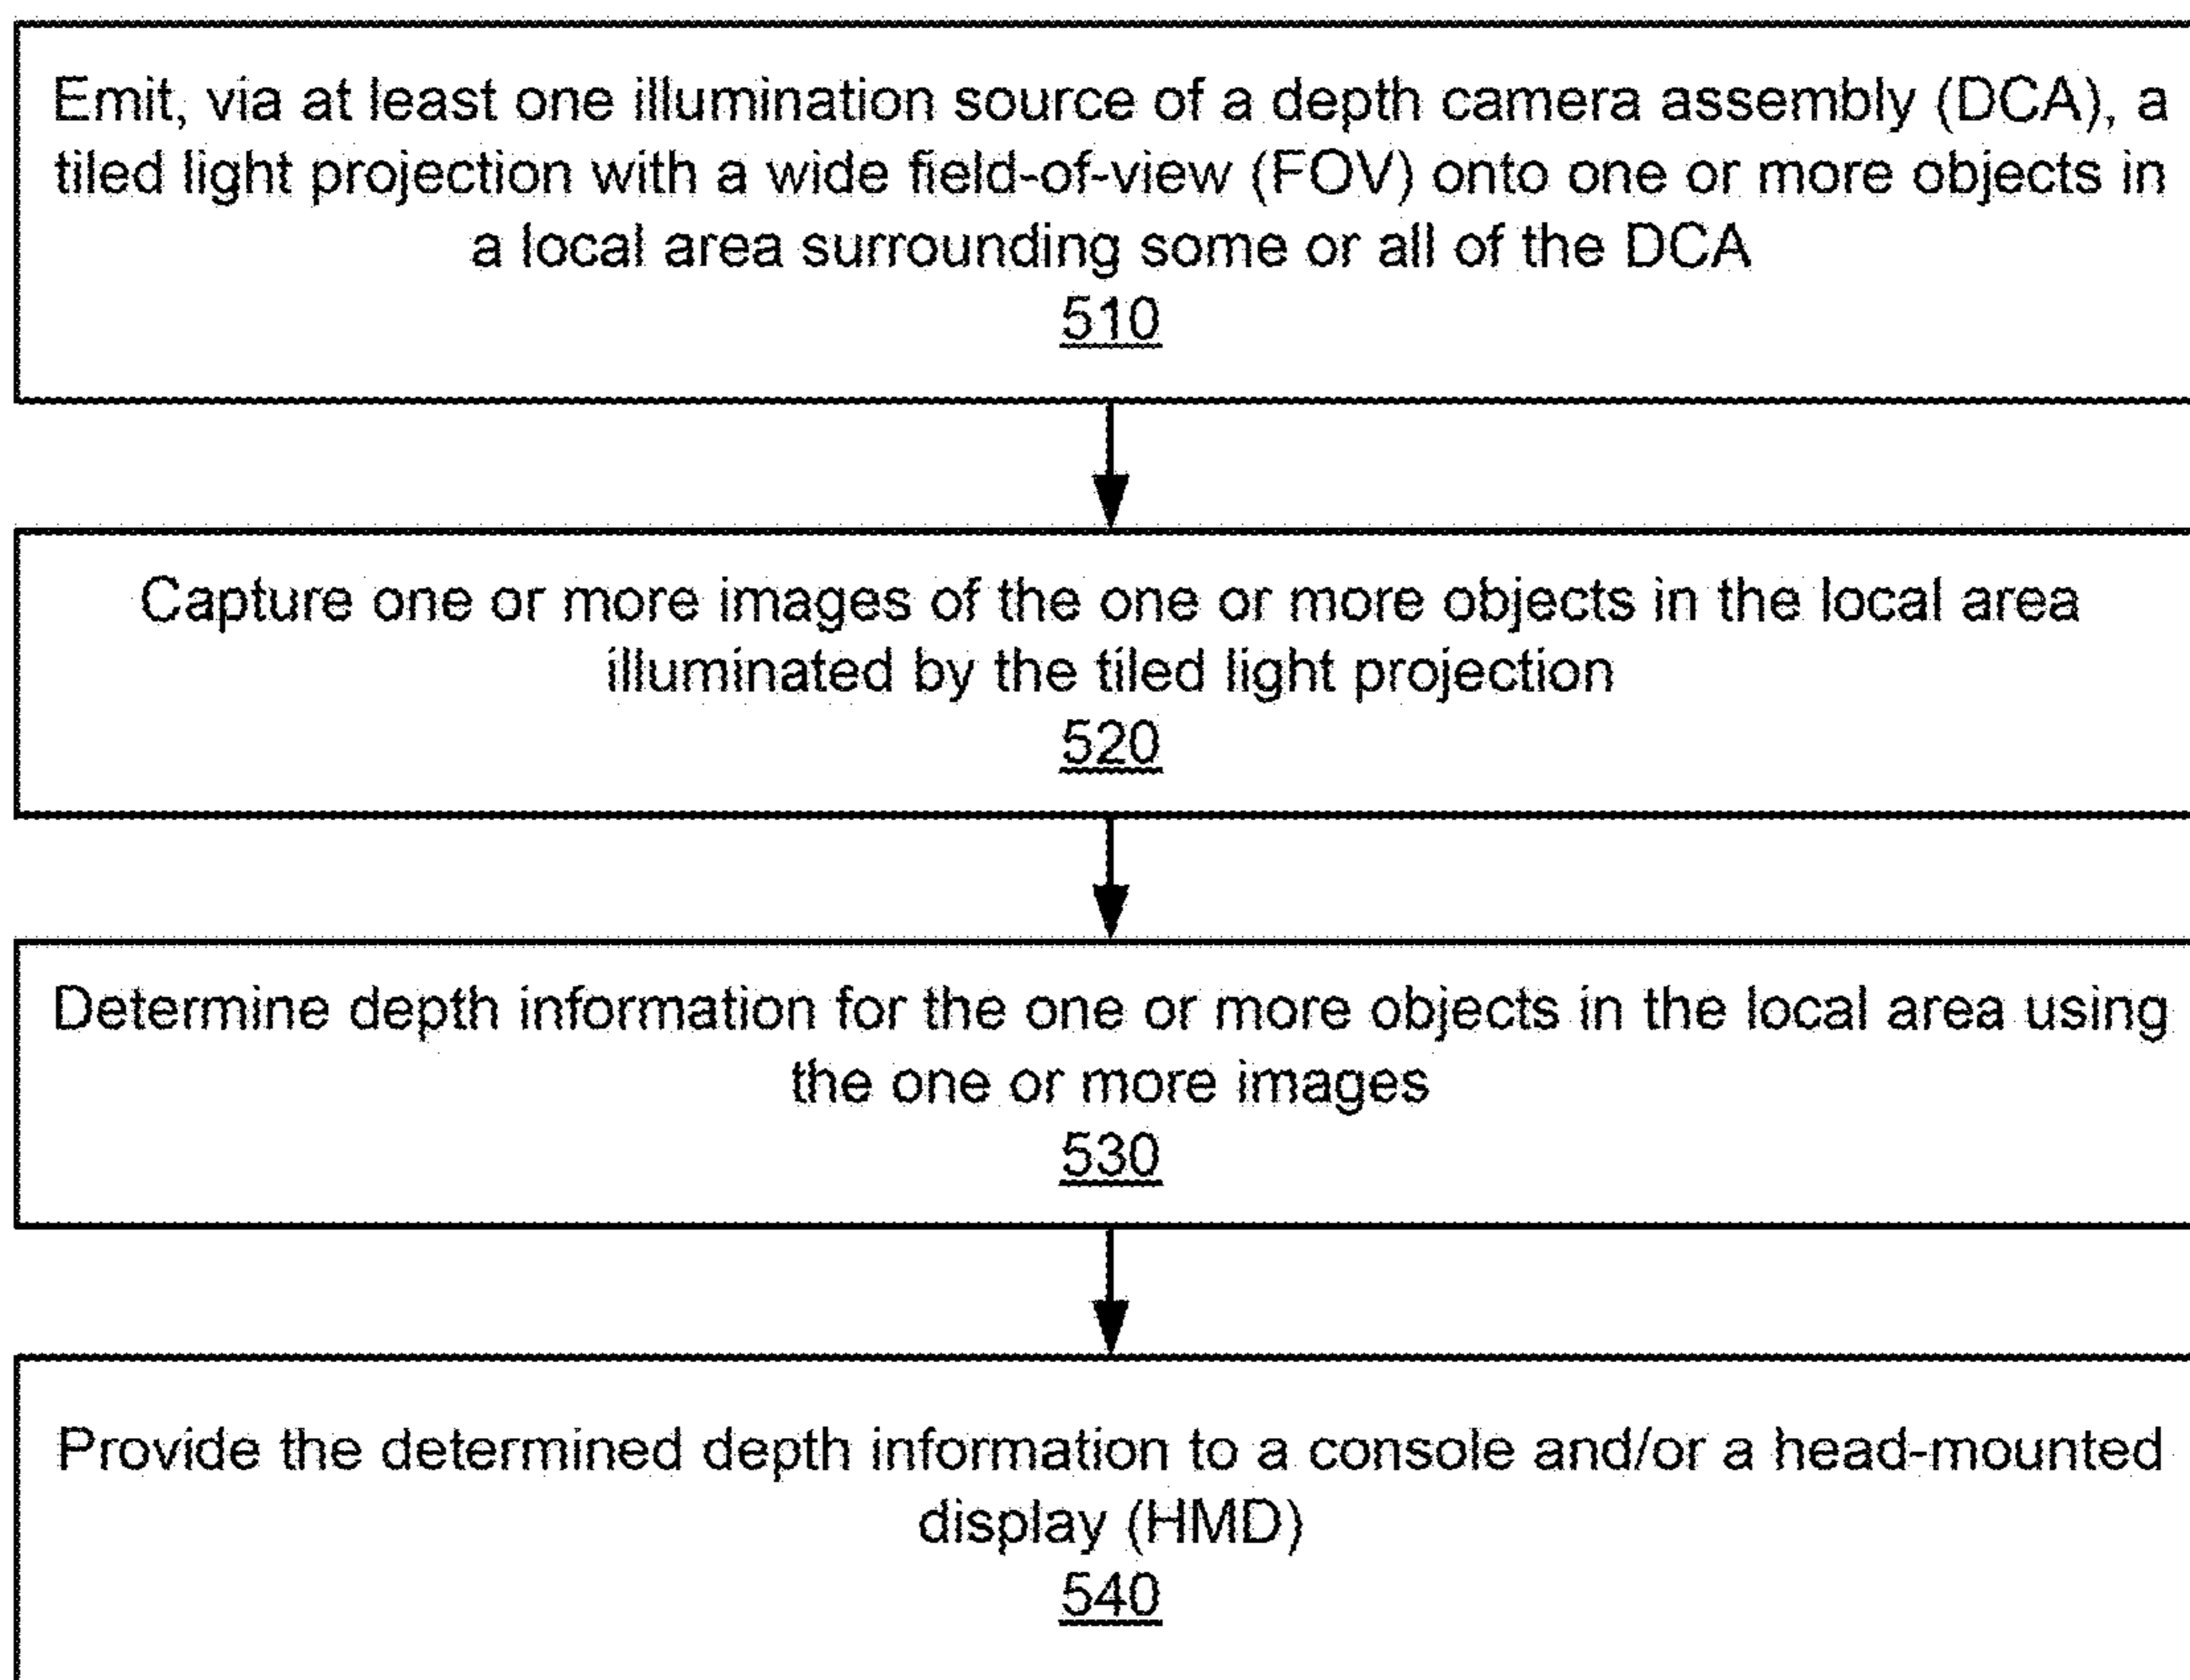 Emit, via at least one illumination source of a depth camera assembly (DCA), a
tiled light projection with a wide field-of-view (FOV) onto one or more objects in
a local area surrounding some or all of the DCA
510
Capture one or more images of the one or more objects in the local area
illuminated by the tiled light projection
520
Determine depth information for the one or more objects in the local area using
the one or more images
530
Provide the determined depth information to a console and/or a head-mounted
display (HMD)
540